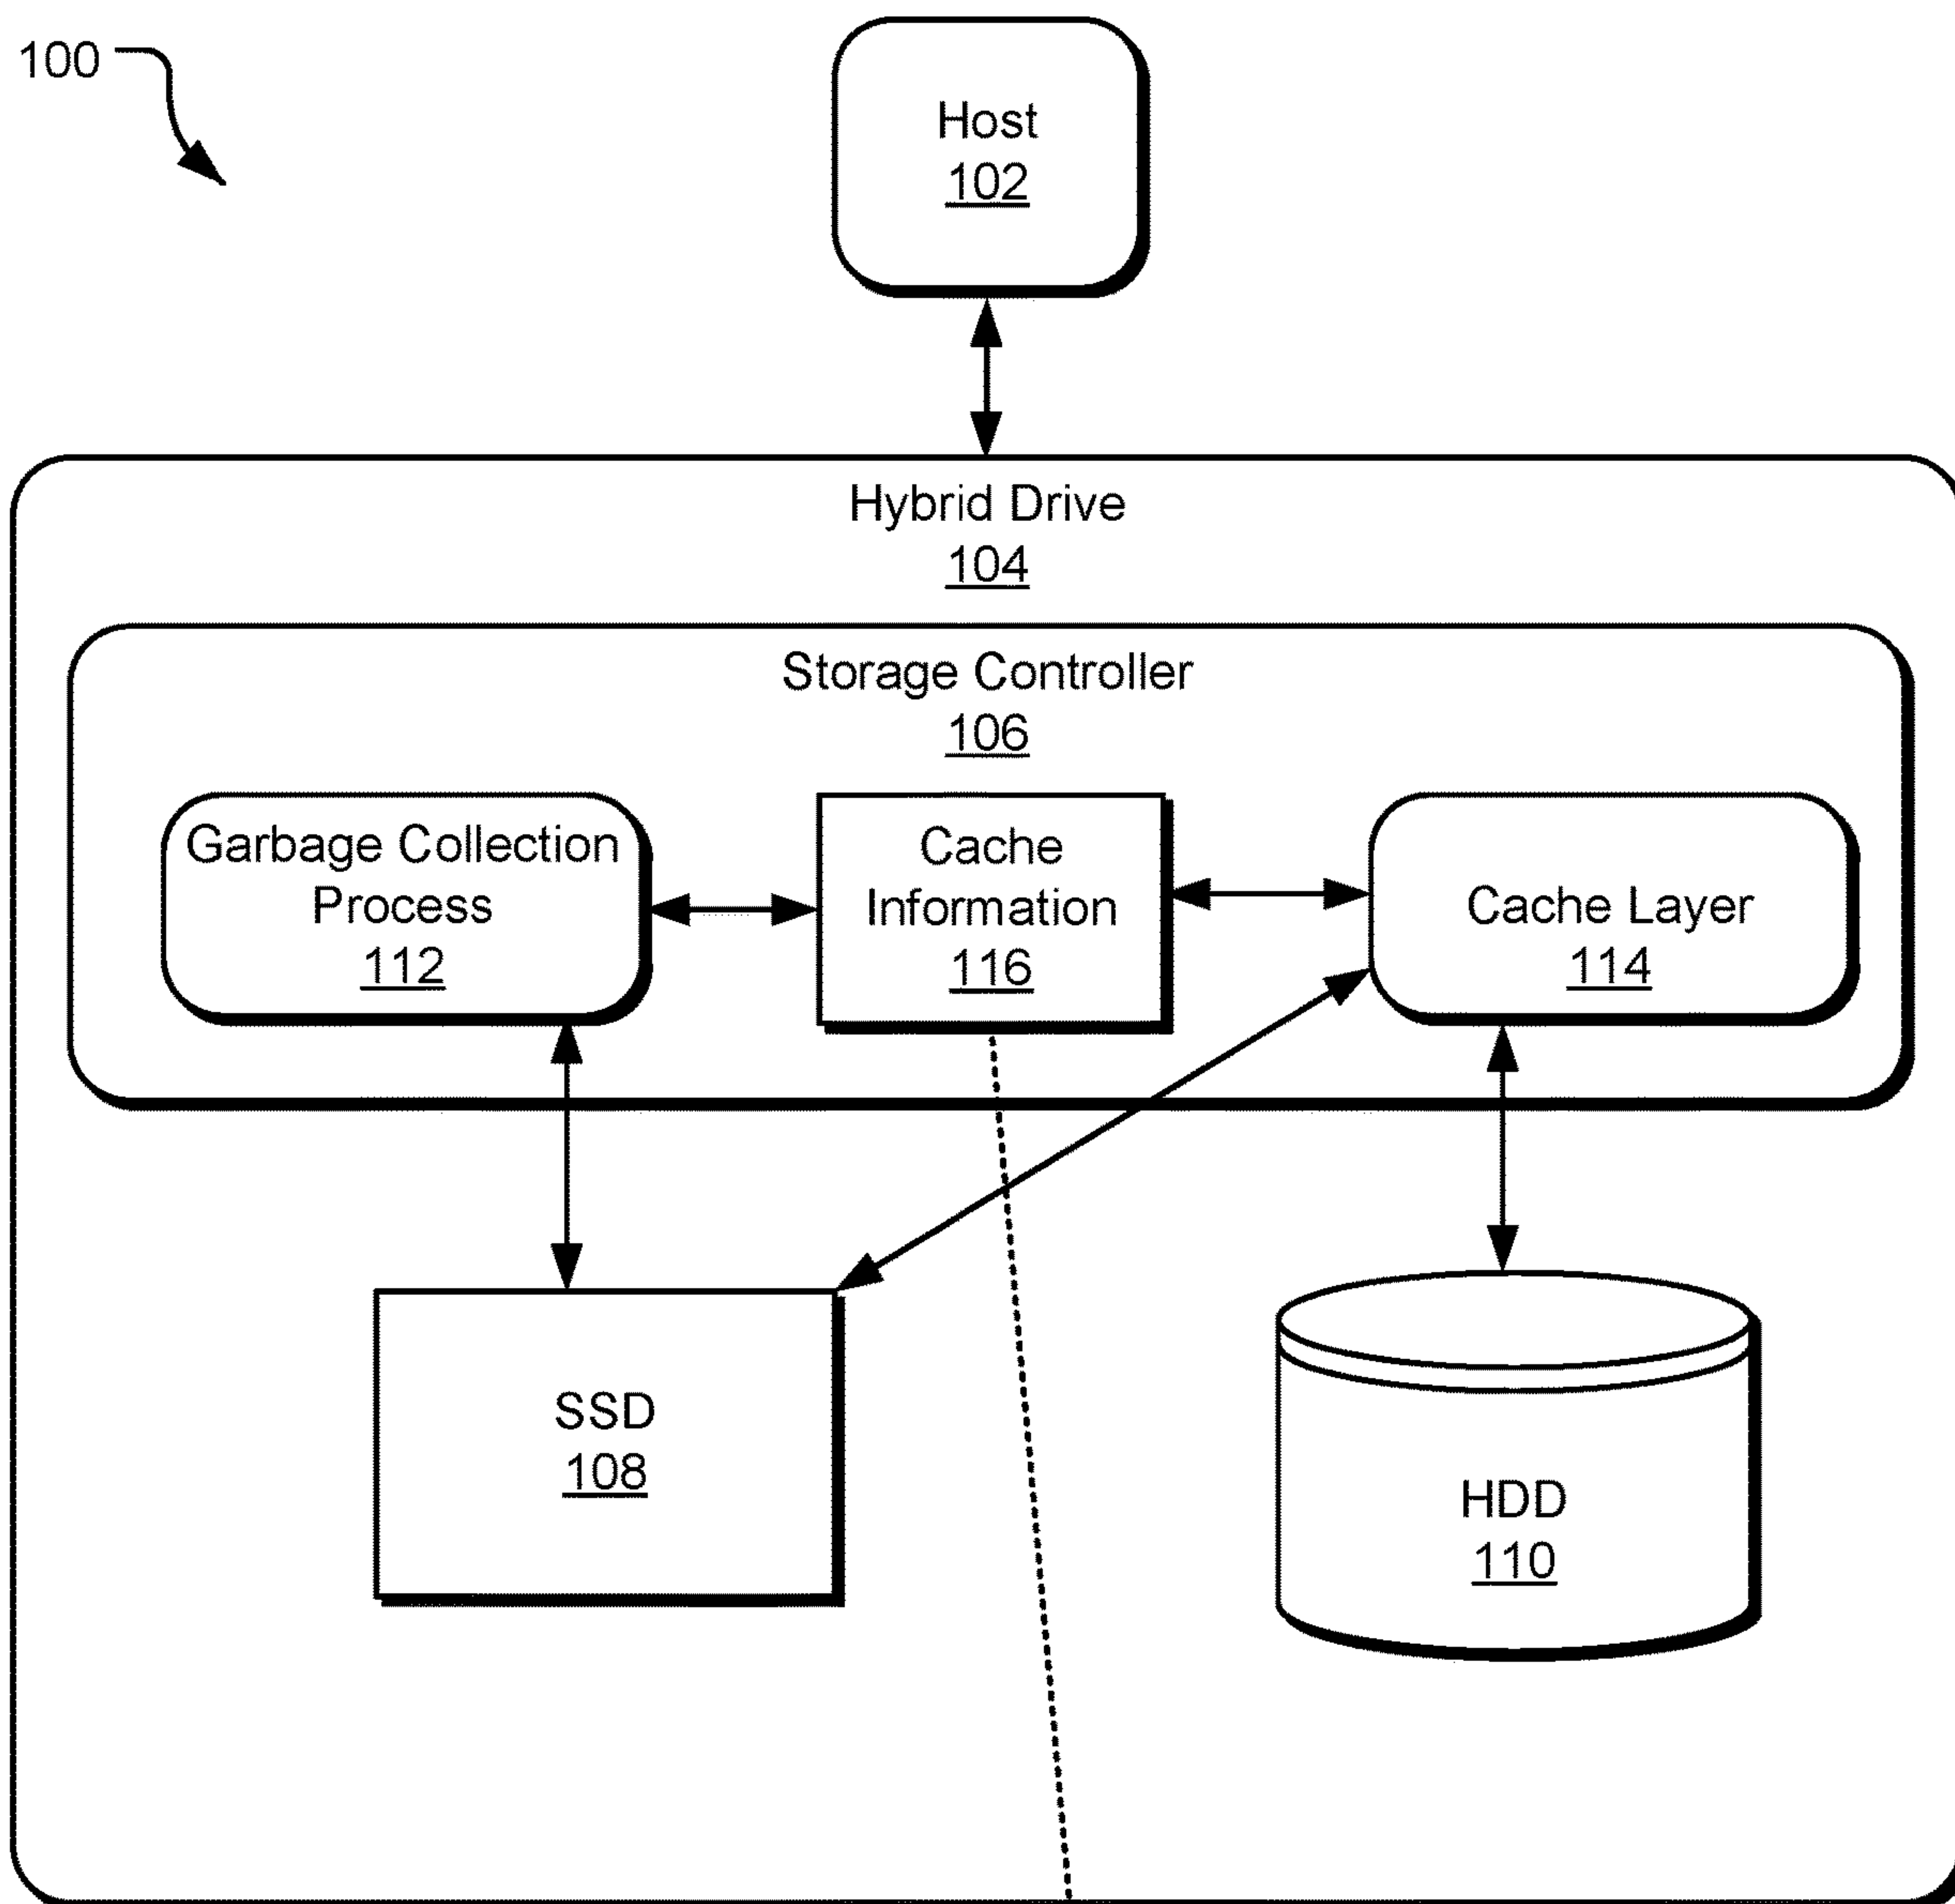 100
Host
102
Hybrid Drive
104
Storage Controller
106
Garbage Collection
Process
112
Cache
Information
116
Cache Layer
114
SSD
108
HDD
110